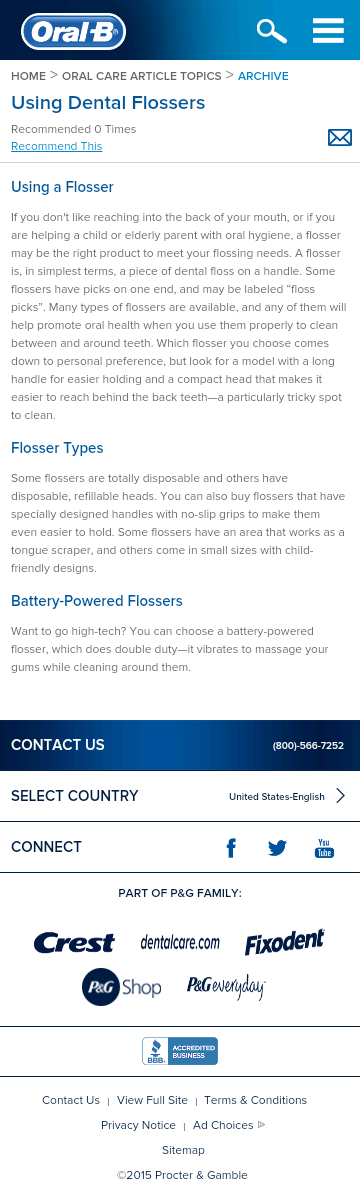 Oral-B
HOME > ORAL CARE ARTICLE TOPICS > ARCHIVE
Using Dental Flossers
Recommended 0 Times
Recommend This
Using a Flosser
If you don't like reaching into the back of your mouth, or if you
are helping a child or elderly parent with oral hygiene, a flosser
may be the right product to meet your flossing needs. A flosser
is, in simplest terms, a piece of dental floss on a handle. Some
flossers have picks on one end, and may be labeled “floss
picks”. Many types of flossers are available, and any of them will
help promote oral health when you use them properly to clean
between and around teeth. Which flosser you choose comes
down to personal preference, but look for a model with a long
handle for easier holding and a compact head that makes it
easier to reach behind the back teeth—a particularly tricky spot
to clean.
Flosser Types
Some flossers are totally disposable and others have
disposable, refillable heads. You can also buy flossers that have
specially designed handles with no-slip grips to make them
even easier to hold. Some flossers have an area that works as a
tongue scraper, and others come in small sizes with child-
friendly designs.
Battery-Powered Flossers
Want to go high-tech? You can choose a battery-powered
flosser, which does double duty—it vibrates to massage your
gums while cleaning around them.
CONTACT US (800)-566-7252
SELECT COUNTRY United States-English
CONNECT You Tube
PART OF P&G FAMILY:
Crest dentalcare.com Fixodent
P&G Shop P&G everyday
BBB. ACCREDITED BUSINESS
Contact Us | View Full Site | Terms & Conditions
Privacy Notice | Ad Choices
Sitemap
©2015 Procter & Gamble